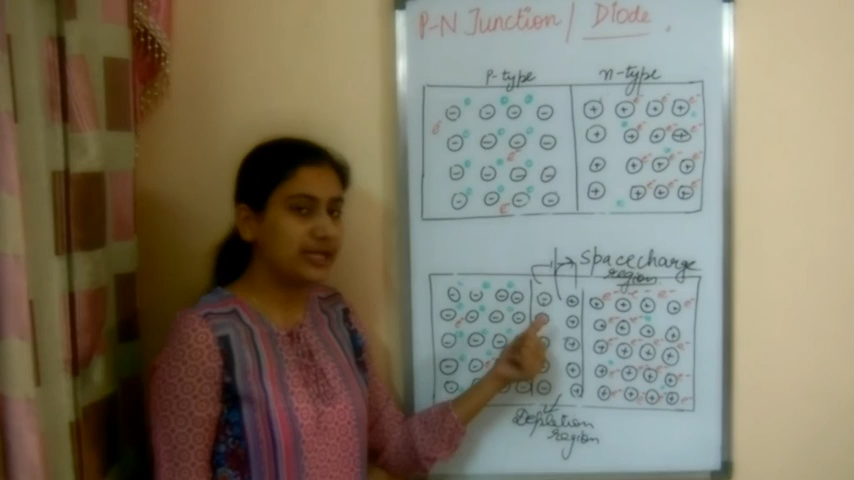 P-N Junction / Diode.
P-type n-type
Space charge
region
Depletion
region